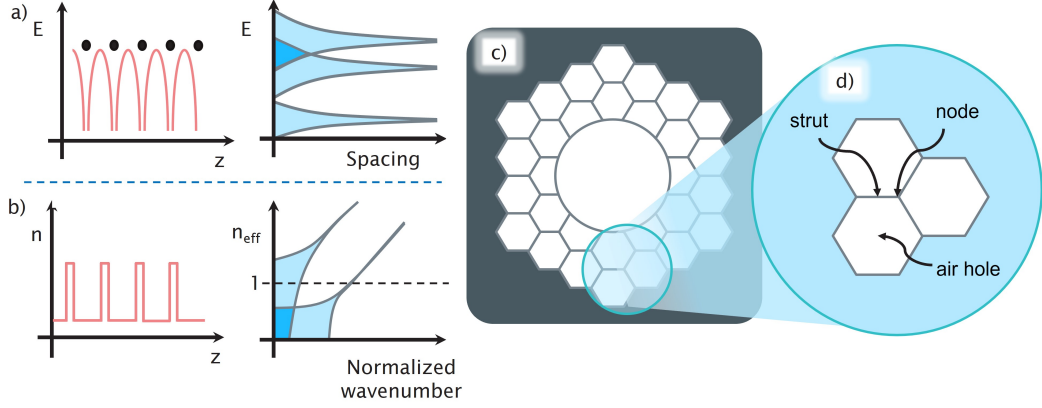 a)
E
z
E
Spacing
b)
n
z
n_eff
1
Normalized
wavenumber
c)
d)
strut
node
air hole